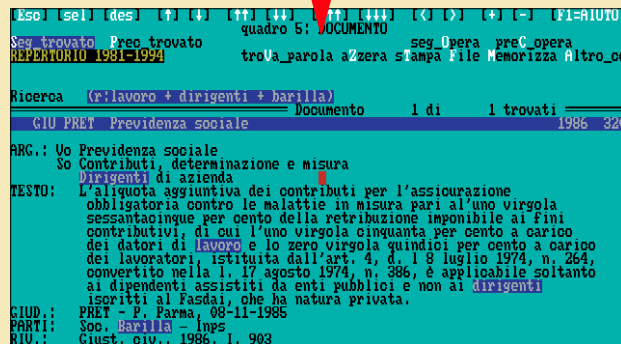 [Esc] [sel] [des] [↑] [↓] [↑↑] [↓↓] [↑↑] [↓↓↓] [<] [>] [+] [-] [F1=AIUTO
quadro 5: DOCUMENTO
Seg_trovato Prec_trovato seg_Opera preC_opera
REPERTORIO 1981-1994 troVa_parola aZzera sTampa File Memorizza Altro_co
Ricerca (r:lavoro + dirigenti + barilla)
Documento 1 di 1 trovati
GIU PRET Previdenza sociale 1986 326
ARG.: Vo Previdenza sociale
So Contributi, determinazione e misura
Dirigenti di azienda
TESTO: L'aliquota aggiuntiva dei contributi per l'assicurazione
obbligatoria contro le malattie in misura pari al'uno virgola
sessantacinque per cento della retribuzione imponibile ai fini
contributivi, di cui l'uno virgola cinquanta per cento a carico
dei datori di lavoro e lo zero virgola quindici per cento a carico
dei lavoratori, istituita dall'art. 4, d. l 8 luglio 1974, n. 264,
convertito nella l. 17 agosto 1974, n. 386, è applicabile soltanto
ai dipendenti assistiti da enti pubblici e non ai dirigenti
iscritti al Fasdai, che ha natura privata.
GIUD.: PRET - P. Parma, 08-11-1985
PARTI: Soc. Barilla - Inps
RIV.: Giust. civ., 1986, I, 903